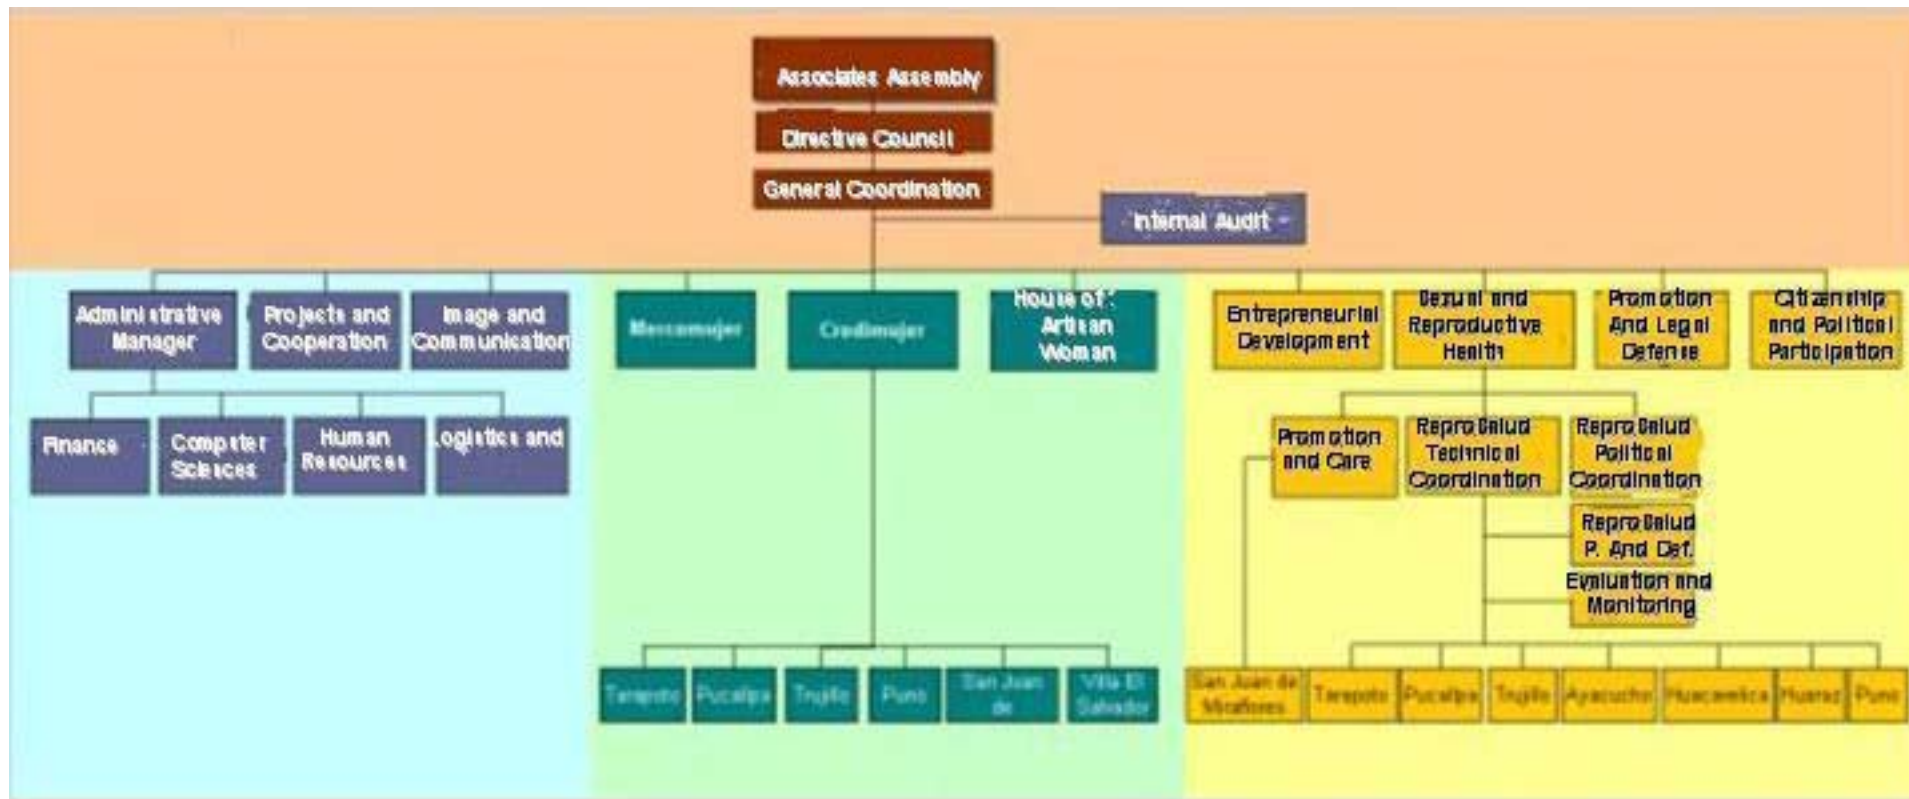 Associates Assembly
Directive Council
General Coordination
Internal Audit
Administrative
Manager
Projects and
Cooperation
Image and
Communication
Mercamujer
Credimujer
House of
Artisan
Woman
Entrepreneurial
Development
Sexual and
Reproductive
Health
Promotion
And Legal
Defense
Citizenship
and Political
Participation
Finance
Computer
Sciences
Human
Resources
Logistics and
Promotion
and Care
ReproSalud
Technical
Coordination
ReproSalud
Political
Coordination
ReproSalud
P. And Def.
Evaluation and
Monitoring
Tarapoto
Pucallpa
Trujillo
Puno
San Juan
de
Villa El
Salvador
San Juan de
Miraflores
Tarapoto
Pucallpa
Trujillo
Ayacucho
Huacavelica
Huaraz
Puno